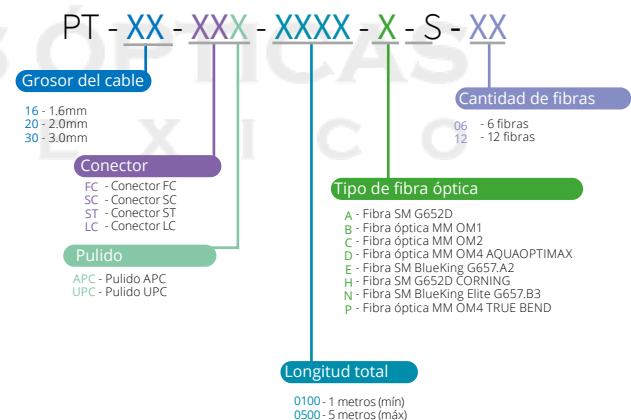 PT - XX - XXX - XXXX - X - S - XX
S ÓPTICAS
E X I C O
Grosor del cable
16 - 1.6mm
20 - 2.0mm
30 - 3.0mm
Cantidad de fibras
06 - 6 fibras
12 - 12 fibras
Conector
FC - Conector FC
SC - Conector SC
ST - Conector ST
LC - Conector LC
Tipo de fibra óptica
A - Fibra SM G652D
B - Fibra óptica MM OM1
C - Fibra óptica MM OM2
D - Fibra óptica MM OM4 AQUAOPTIMAX
E - Fibra SM BlueKing G657.A2
H - Fibra SM G652D CORNING
N - Fibra SM BlueKing Elite G657.B3
P - Fibra óptica MM OM4 TRUE BEND
Pulido
APC - Pulido APC
UPC - Pulido UPC
Longitud total
0100 - 1 metros (mín)
0500 - 5 metros (máx)